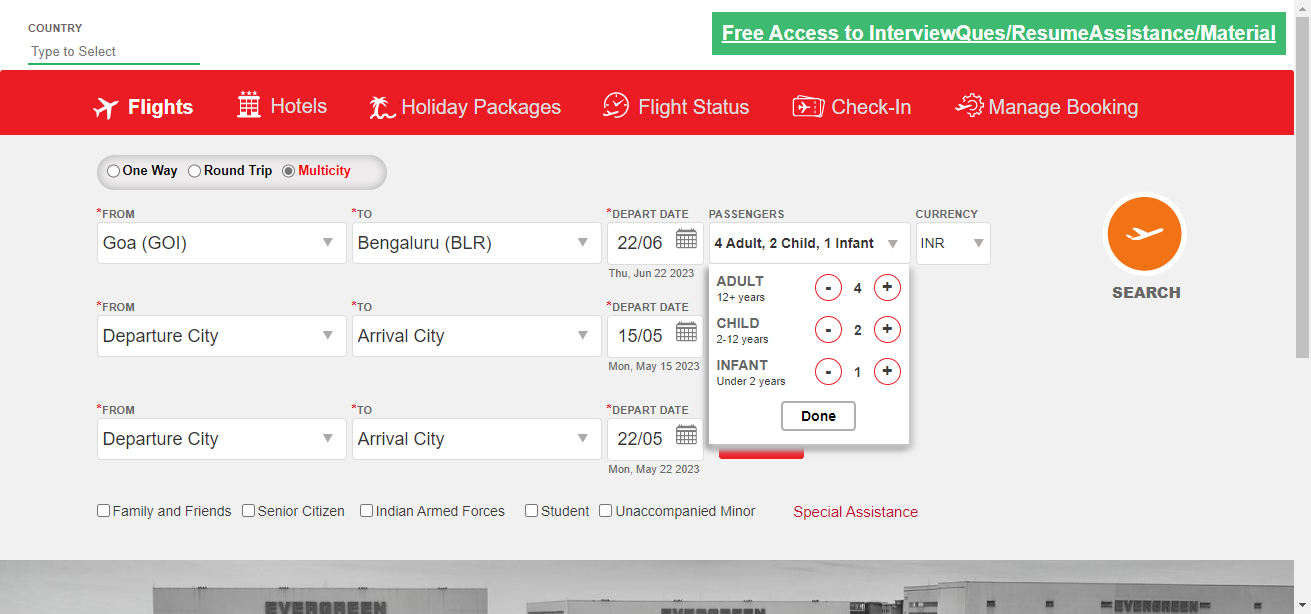 COUNTRY
Type to Select
Free Access to InterviewQues/ResumeAssistance/Material
Flights Hotels Holiday Packages Flight Status Check-In Manage Booking
One Way Round Trip Multicity
*FROM *TO *DEPART DATE PASSENGERS CURRENCY
Goa (GOI) Bengaluru (BLR) 22/06 4 Adult, 2 Child, 1 Infant INR
Thu, Jun 22 2023
SEARCH
ADULT - 4 +
12+ years
*FROM *TO *DEPART DATE
CHILD - 2 +
2-12 years
Departure City Arrival City 15/05
Mon, May 15 2023
INFANT - 1 +
Under 2 years
Done
*FROM *TO *DEPART DATE
Departure City Arrival City 22/05
Mon, May 22 2023
Family and Friends Senior Citizen Indian Armed Forces Student Unaccompanied Minor Special Assistance
EVERGREEN EVERGREEN EVERGREEN